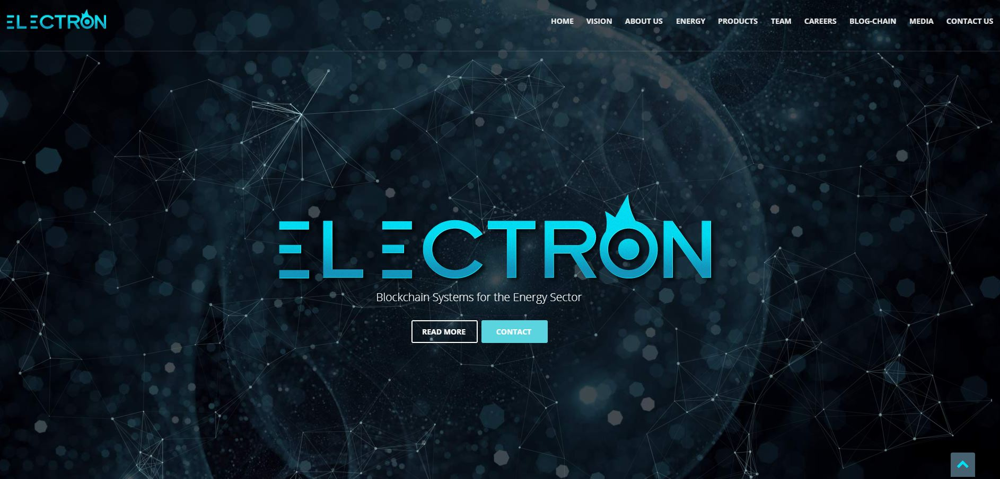 ELECTRON
HOME VISION ABOUT US ENERGY PRODUCTS TEAM CAREERS BLOG-CHAIN MEDIA CONTACT US
ELECTRON
Blockchain Systems for the Energy Sector
READ MORE CONTACT